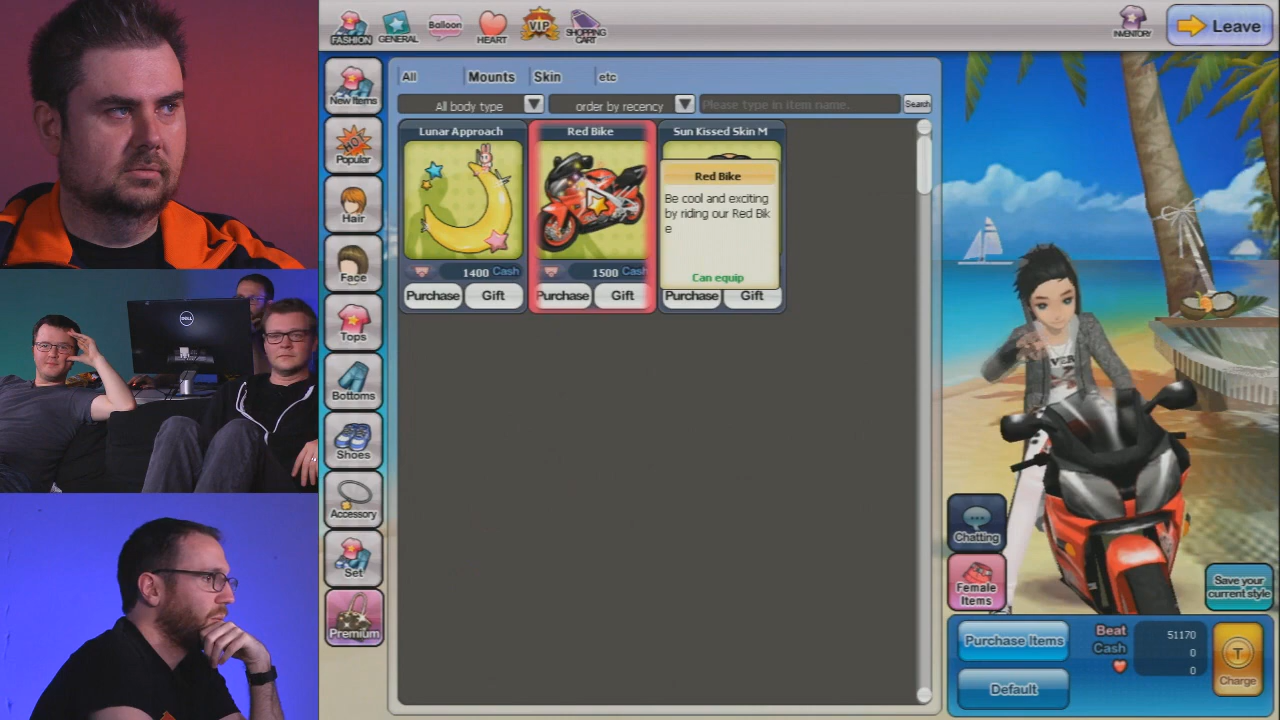 FASHION
GENERAL
Balloon
HEART
VIP
SHOPPING CART
INVENTORY
Leave
New Items
HOT
Popular
Hair
Face
Tops
Bottoms
Shoes
Accessory
Set
Premium
All Mounts Skin etc
All body type order by recency Please type in item name. Search
Lunar Approach
1400 Cash
Purchase Gift
Red Bike
1500 Cash
Purchase Gift
Sun Kissed Skin M
Red Bike
Be cool and exciting
by riding our Red Bik
e
Can equip
Purchase Gift
DELL
Chatting
Female
Items
Save your
current style
Purchase Items
Default
Beat 51170
Cash 0
0
T
Charge